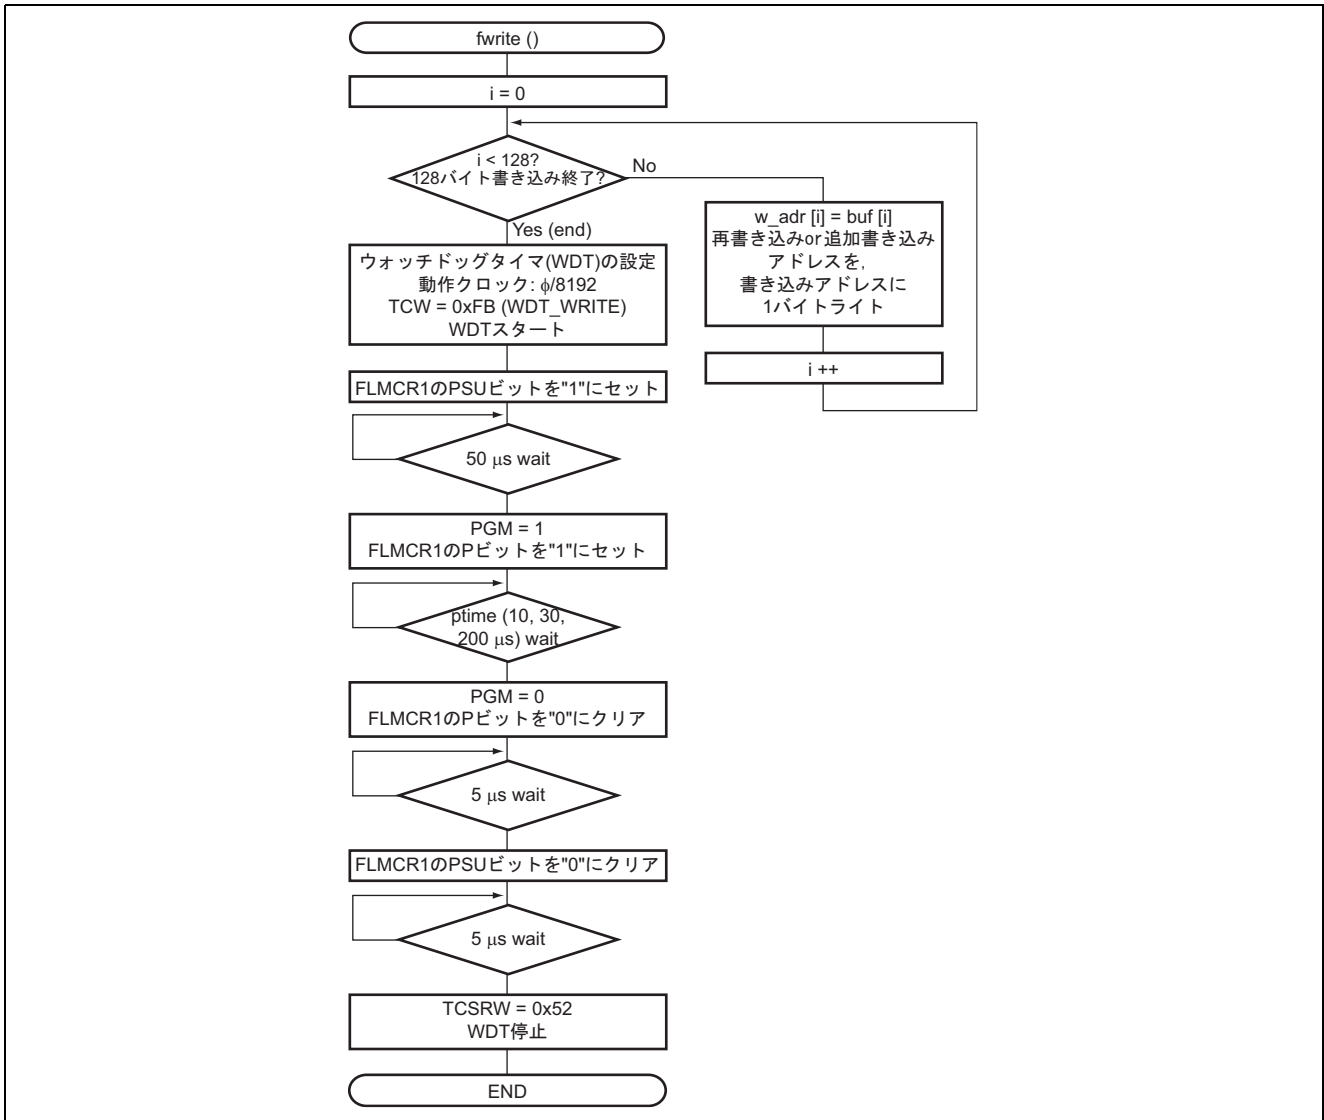 fwrite ()
i = 0
i < 128?
128バイト書き込み終了?
No
Yes (end)
w_adr [i] = buf [i]
再書き込みor追加書き込み
アドレスを,
書き込みアドレスに
1バイトライト
i ++
ウォッチドッグタイマ(WDT)の設定
動作クロック: ϕ/8192
TCW = 0xFB (WDT_WRITE)
WDTスタート
FLMCR1のPSUビットを"1"にセット
50 μs wait
PGM = 1
FLMCR1のPビットを"1"にセット
ptime (10, 30,
200 μs) wait
PGM = 0
FLMCR1のPビットを"0"にクリア
5 μs wait
FLMCR1のPSUビットを"0"にクリア
5 μs wait
TCSRW = 0x52
WDT停止
END